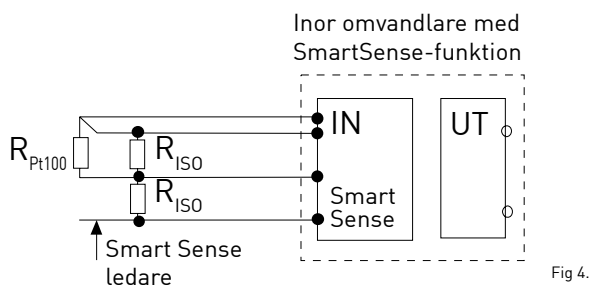 Inor omvandlare med
SmartSense-funktion
IN
UT
R Pt100
R ISO
R ISO
Smart
Sense
Smart Sense
ledare
Fig 4.